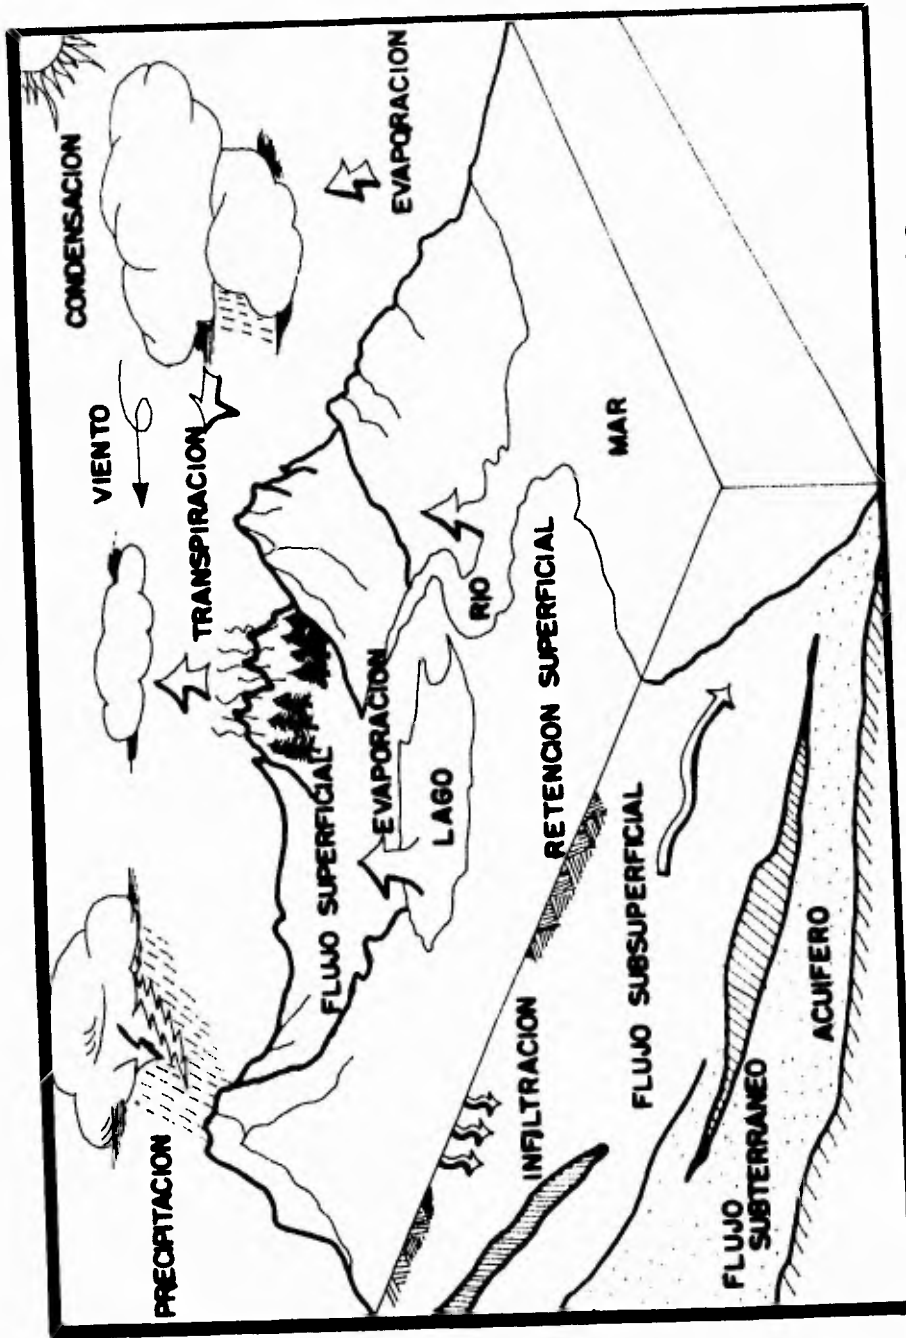 CONDENSACION
VIENTO
PRECIPITACION
TRANSPIRACION
EVAPORACION
FLUJO SUPERFICIAL
EVAPORACION
LAGO
RIO
MAR
RETENCION SUPERFICIAL
INFILTRACION
FLUJO SUBSUPERFICIAL
FLUJO
SUBTERRANEO
ACUIFERO